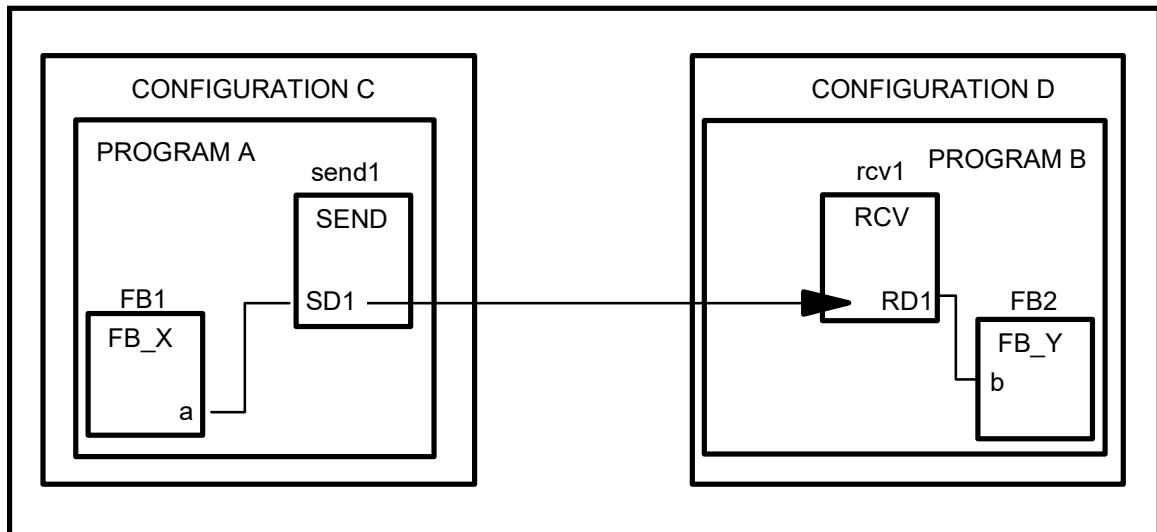 CONFIGURATION C
PROGRAM A
send1
SEND
SD1
FB1
FB_X
a
CONFIGURATION D
PROGRAM B
rcv1
RCV
RD1
FB2
FB_Y
b